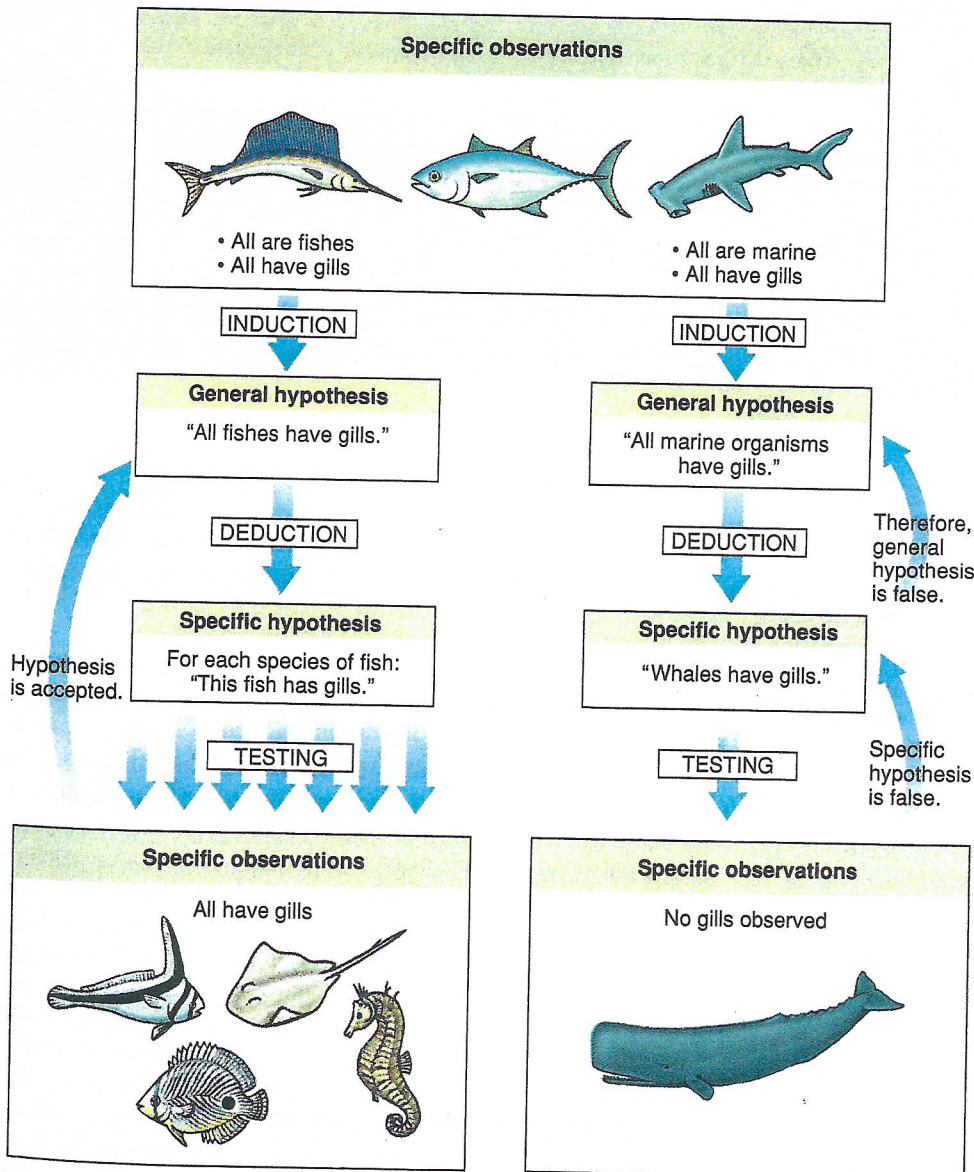 Specific observations
• All are fishes
• All have gills
• All are marine
• All have gills
INDUCTION
General hypothesis
“All fishes have gills.”
DEDUCTION
Specific hypothesis
For each species of fish:
“This fish has gills.”
Hypothesis
is accepted.
TESTING
Specific observations
All have gills
INDUCTION
General hypothesis
“All marine organisms
have gills.”
Therefore,
general
hypothesis
is false.
DEDUCTION
Specific hypothesis
“Whales have gills.”
Specific
hypothesis
is false.
TESTING
Specific observations
No gills observed